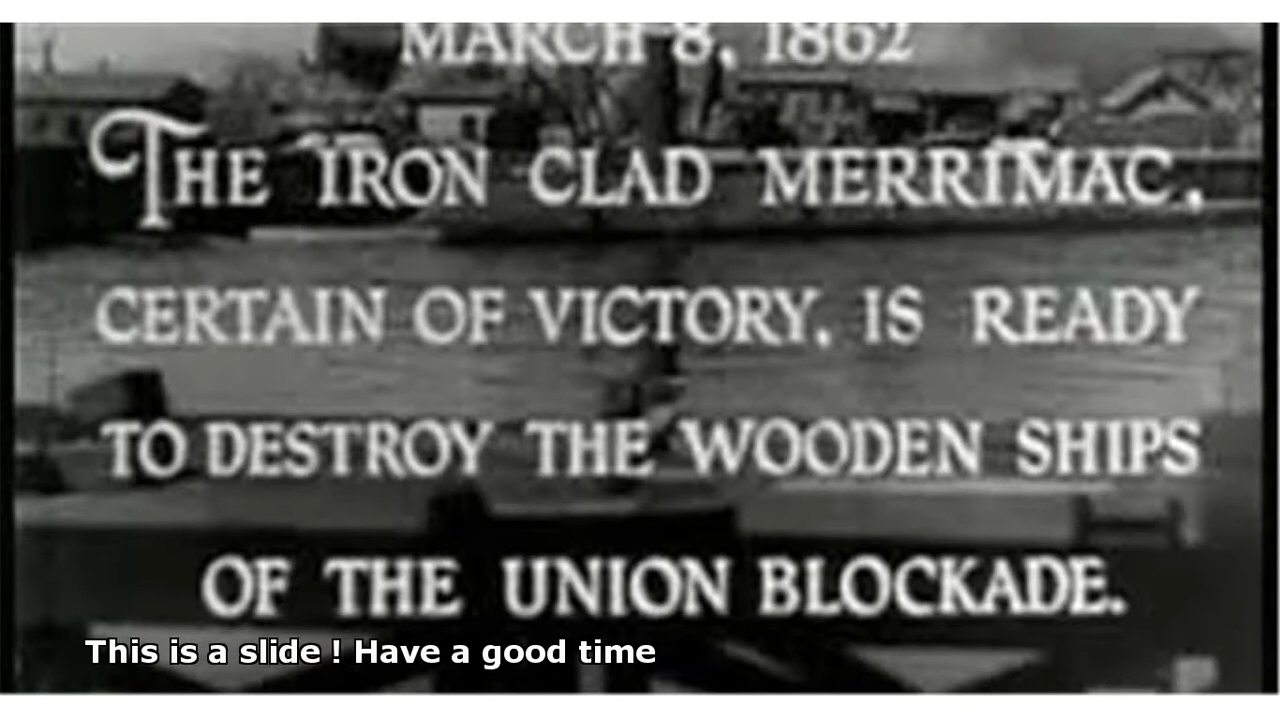 MARCH 8, 1862
THE IRON CLAD MERRIMAC,
CERTAIN OF VICTORY, IS READY
TO DESTROY THE WOODEN SHIPS
OF THE UNION BLOCKADE.
This is a slide ! Have a good time